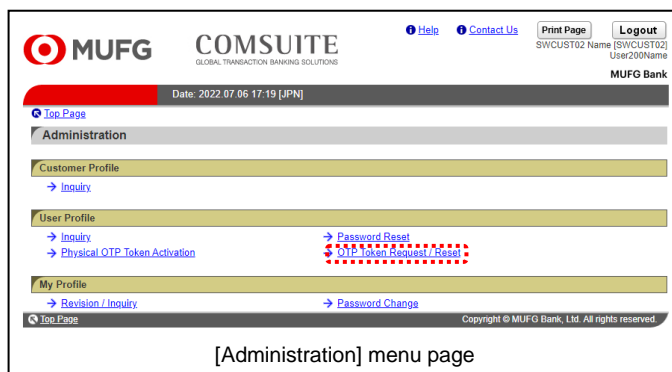 Help Contact Us Print Page Logout
MUFG COMSUITE
GLOBAL TRANSACTION BANKING SOLUTIONS
SWCUST02 Name [SWCUST02]
User200Name
MUFG Bank
Date: 2022.07.06 17:19 [JPN]
Top Page
Administration
Customer Profile
Inquiry
User Profile
Inquiry Password Reset
Physical OTP Token Activation OTP Token Request / Reset
My Profile
Revision / Inquiry Password Change
Top Page Copyright © MUFG Bank, Ltd. All rights reserved.
[Administration] menu page